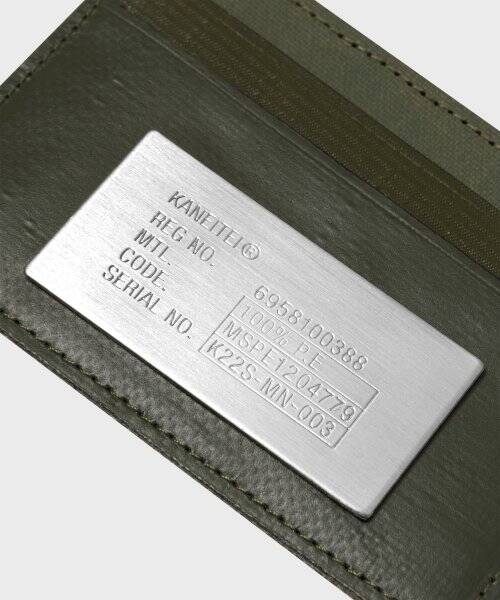 KANEITEI®
REG NO. 6958100388
MTL. 100% P.E
CODE. MSPE1204779
SERIAL NO. K22S-MN-003